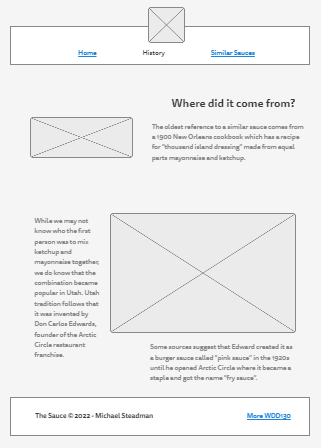 Home
History
Similar Sauces
Where did it come from?
The oldest reference to a similar sauce comes from
a 1900 New Orleans cookbook which has a recipe
for "thousand island dressing" made from equal
parts mayonnaise and ketchup.
While we may not
know who the first
person was to mix
ketchup and
mayonnaise together,
we do know that the
combination became
popular in Utah. Utah
tradition follows that
it was invented by
Don Carlos Edwards,
founder of the Arctic
Circle restaurant
franchise.
Some sources suggest that Edward created it as
a burger sauce called "pink sauce" in the 1920s
until he opened Arctic Circle where it became a
staple and got the name "fry sauce".
The Sauce © 2022 - Michael Steadman
More WDD130